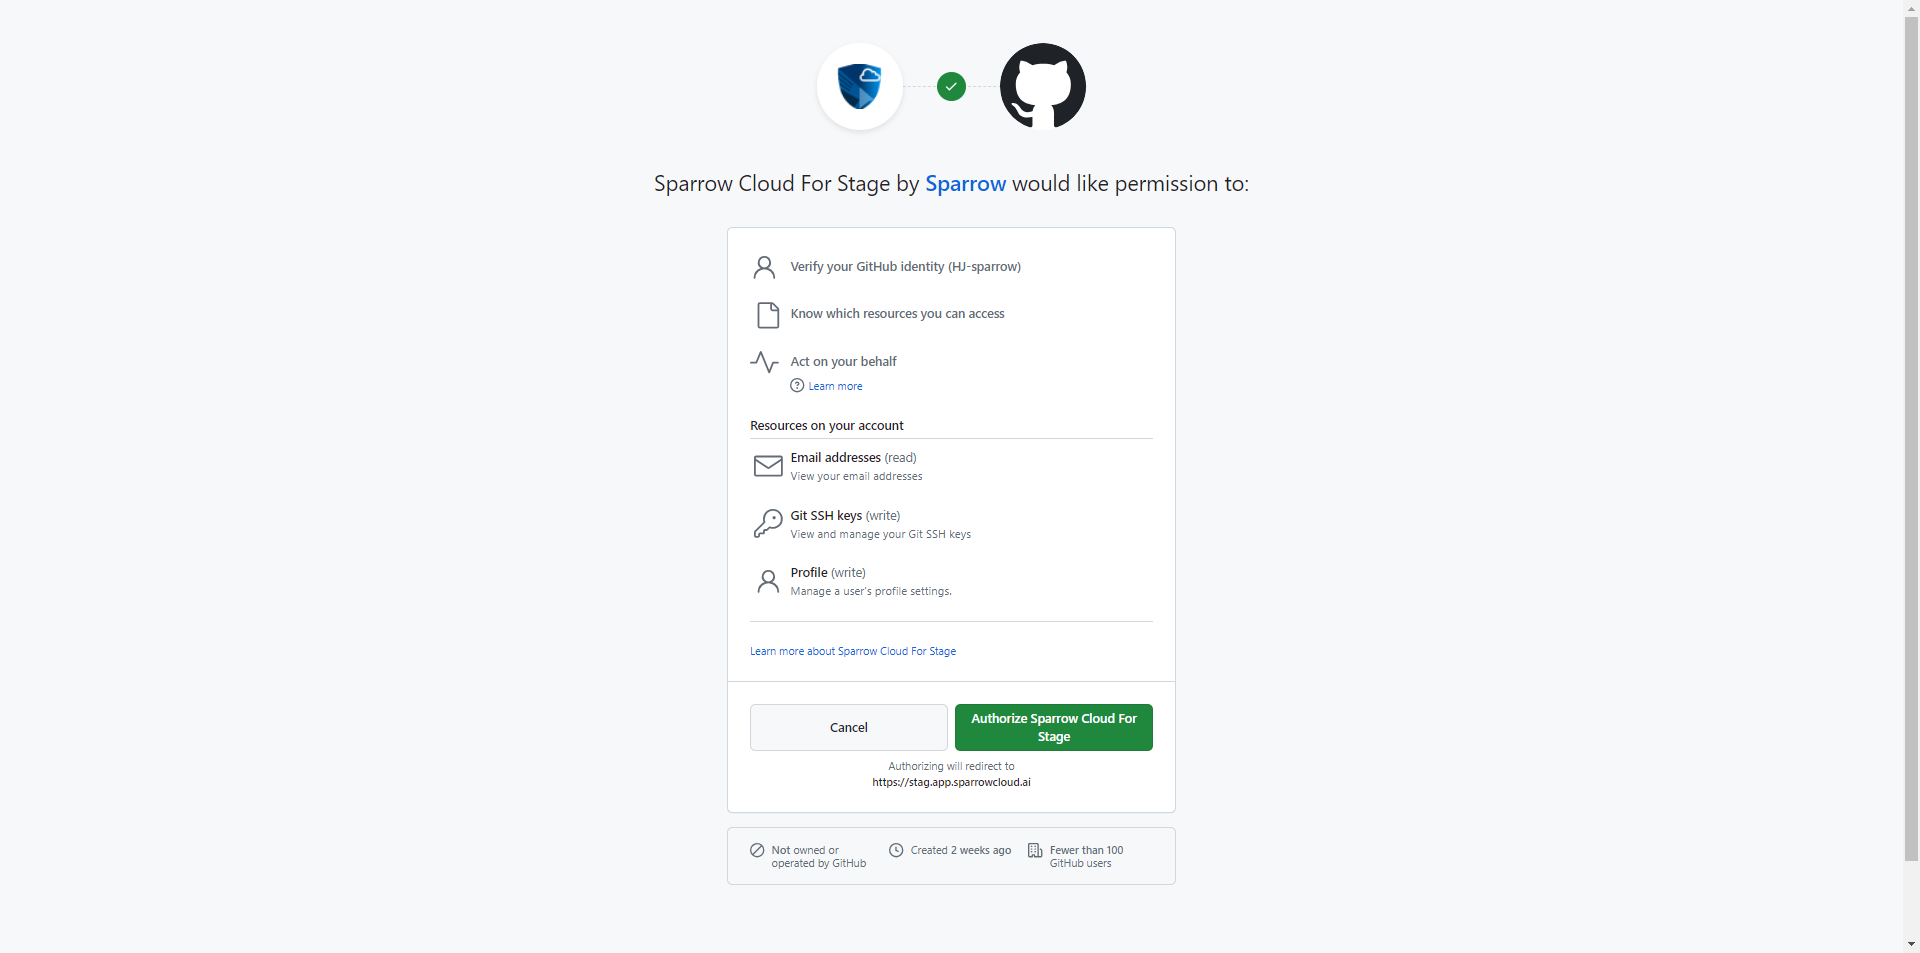 Sparrow Cloud For Stage by Sparrow would like permission to:
Verify your GitHub identity (HJ-sparrow)
Know which resources you can access
Act on your behalf
Learn more
Resources on your account
Email addresses (read)
View your email addresses
Git SSH keys (write)
View and manage your Git SSH keys
Profile (write)
Manage a user's profile settings.
Learn more about Sparrow Cloud For Stage
Cancel
Authorize Sparrow Cloud For
Stage
Authorizing will redirect to
https://stag.app.sparrowcloud.ai
Not owned or
operated by GitHub
Created 2 weeks ago
Fewer than 100
GitHub users